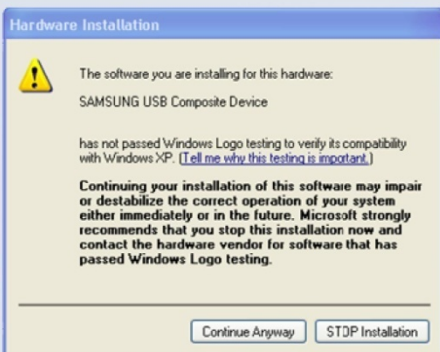 Hardware Installation
The software you are installing for this hardware:
SAMSUNG USB Composite Device
has not passed Windows Logo testing to verify its compatibility
with Windows XP. (Tell me why this testing is important.)
Continuing your installation of this software may impair
or destabilize the correct operation of your system
either immediately or in the future. Microsoft strongly
recommends that you stop this installation now and
contact the hardware vendor for software that has
passed Windows Logo testing.
Continue Anyway
STOP Installation